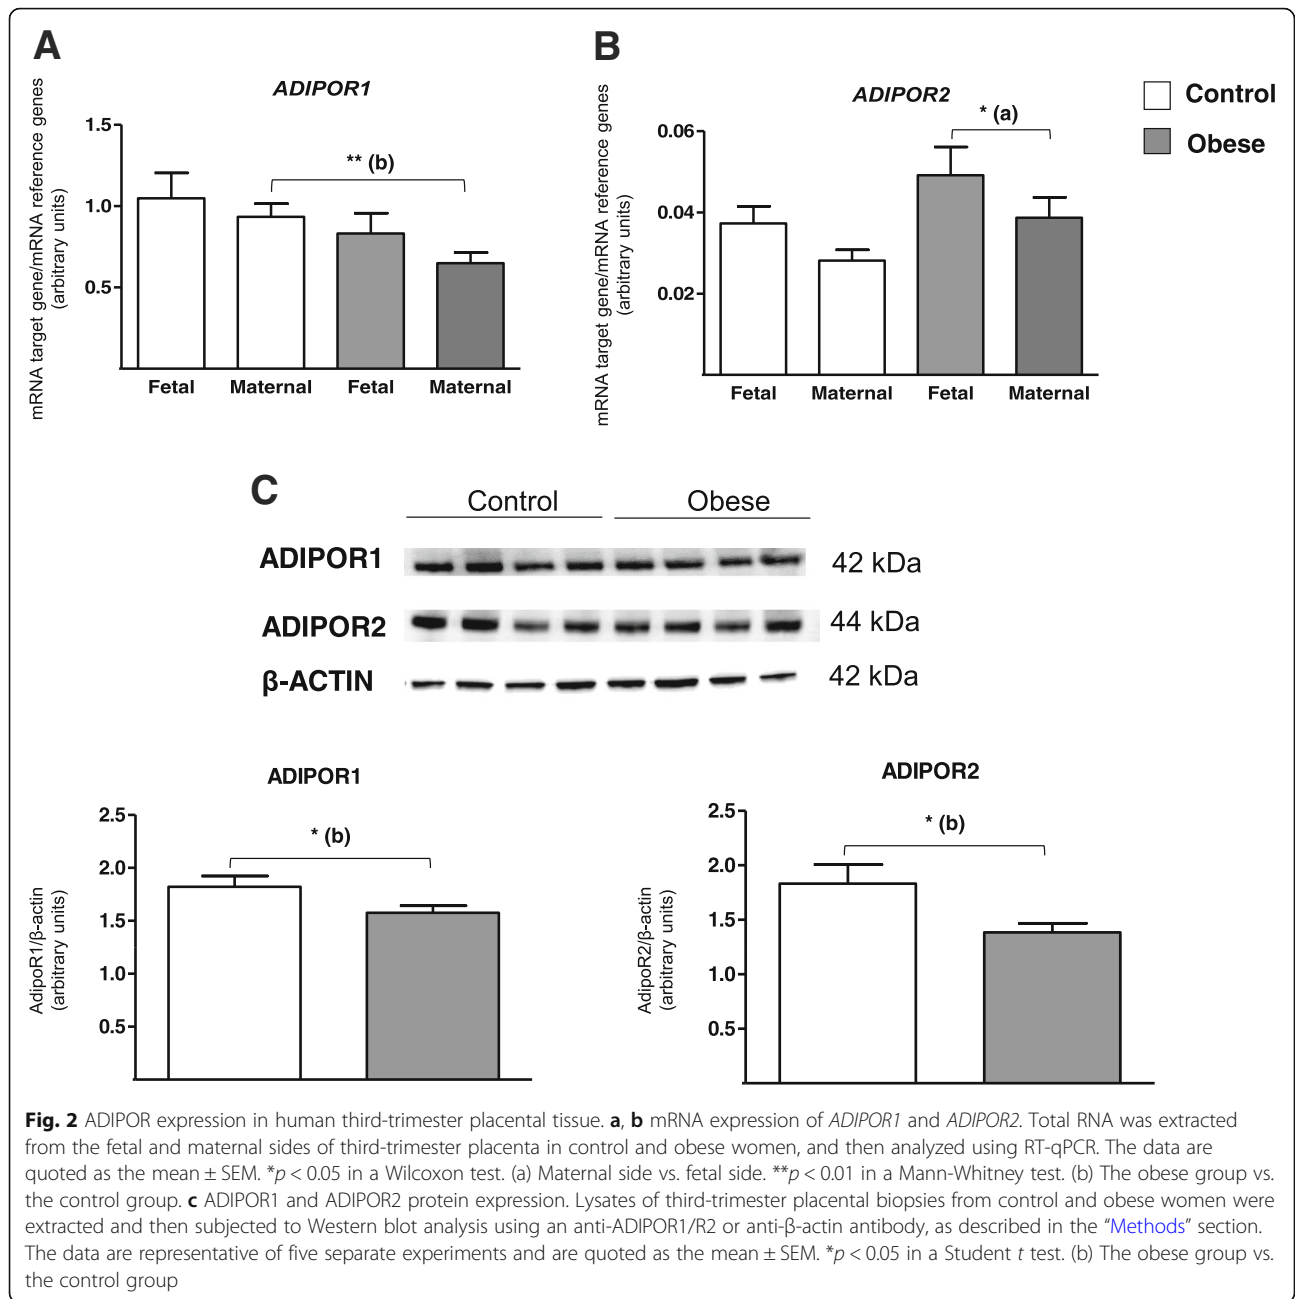 A
ADIPOR1
mRNA target gene/mRNA reference genes
(arbitrary units)
1.5
1.0
0.5
** (b)
Fetal Maternal Fetal Maternal
B
ADIPOR2
mRNA target gene/mRNA reference genes
(arbitrary units)
0.06
0.04
0.02
* (a)
Fetal Maternal Fetal Maternal
Control
Obese
C
Control Obese
ADIPOR1 42 kDa
ADIPOR2 44 kDa
β-ACTIN 42 kDa
ADIPOR1
AdipoR1/β-actin
(arbitrary units)
2.5
2.0
1.5
1.0
0.5
* (b)
ADIPOR2
AdipoR2/β-actin
(arbitrary units)
2.5
2.0
1.5
1.0
0.5
* (b)
Fig. 2 ADIPOR expression in human third-trimester placental tissue. a, b mRNA expression of ADIPOR1 and ADIPOR2. Total RNA was extracted
from the fetal and maternal sides of third-trimester placenta in control and obese women, and then analyzed using RT-qPCR. The data are
quoted as the mean ± SEM. *p < 0.05 in a Wilcoxon test. (a) Maternal side vs. fetal side. **p < 0.01 in a Mann-Whitney test. (b) The obese group vs.
the control group. c ADIPOR1 and ADIPOR2 protein expression. Lysates of third-trimester placental biopsies from control and obese women were
extracted and then subjected to Western blot analysis using an anti-ADIPOR1/R2 or anti-β-actin antibody, as described in the “Methods” section.
The data are representative of five separate experiments and are quoted as the mean ± SEM. *p < 0.05 in a Student t test. (b) The obese group vs.
the control group